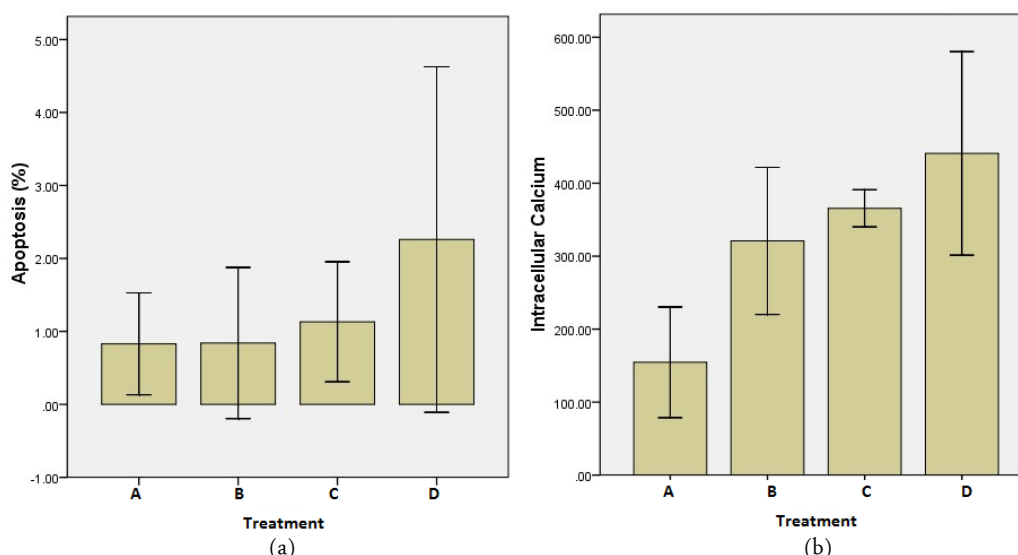 5.00
4.00
3.00
2.00
1.00
.00
-1.00
Apoptosis (%)
A B C D
Treatment
(a)
600.00
500.00
400.00
300.00
200.00
100.00
.00
Intracellular Calcium
A B C D
Treatment
(b)